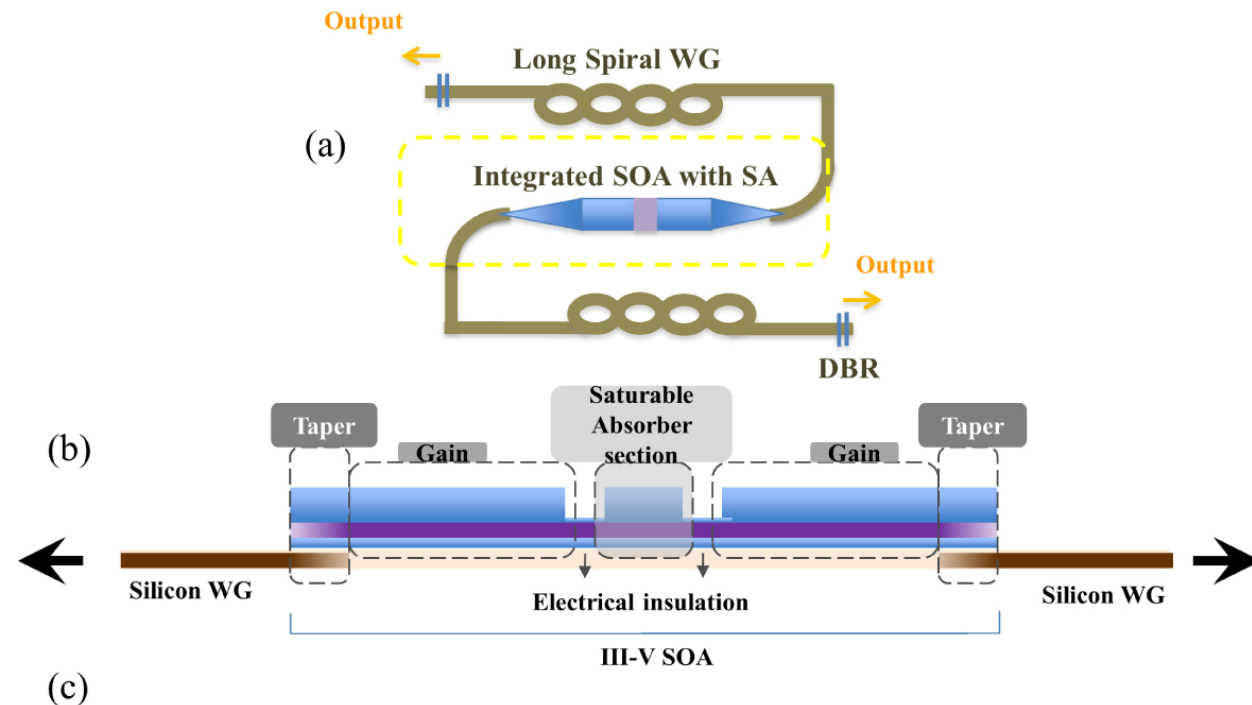 Output
Long Spiral WG
(a)
Integrated SOA with SA
Output
DBR
Saturable
Absorber
section
Taper
Taper
(b)
Gain
Gain
Silicon WG
Electrical insulation
Silicon WG
III-V SOA
(c)